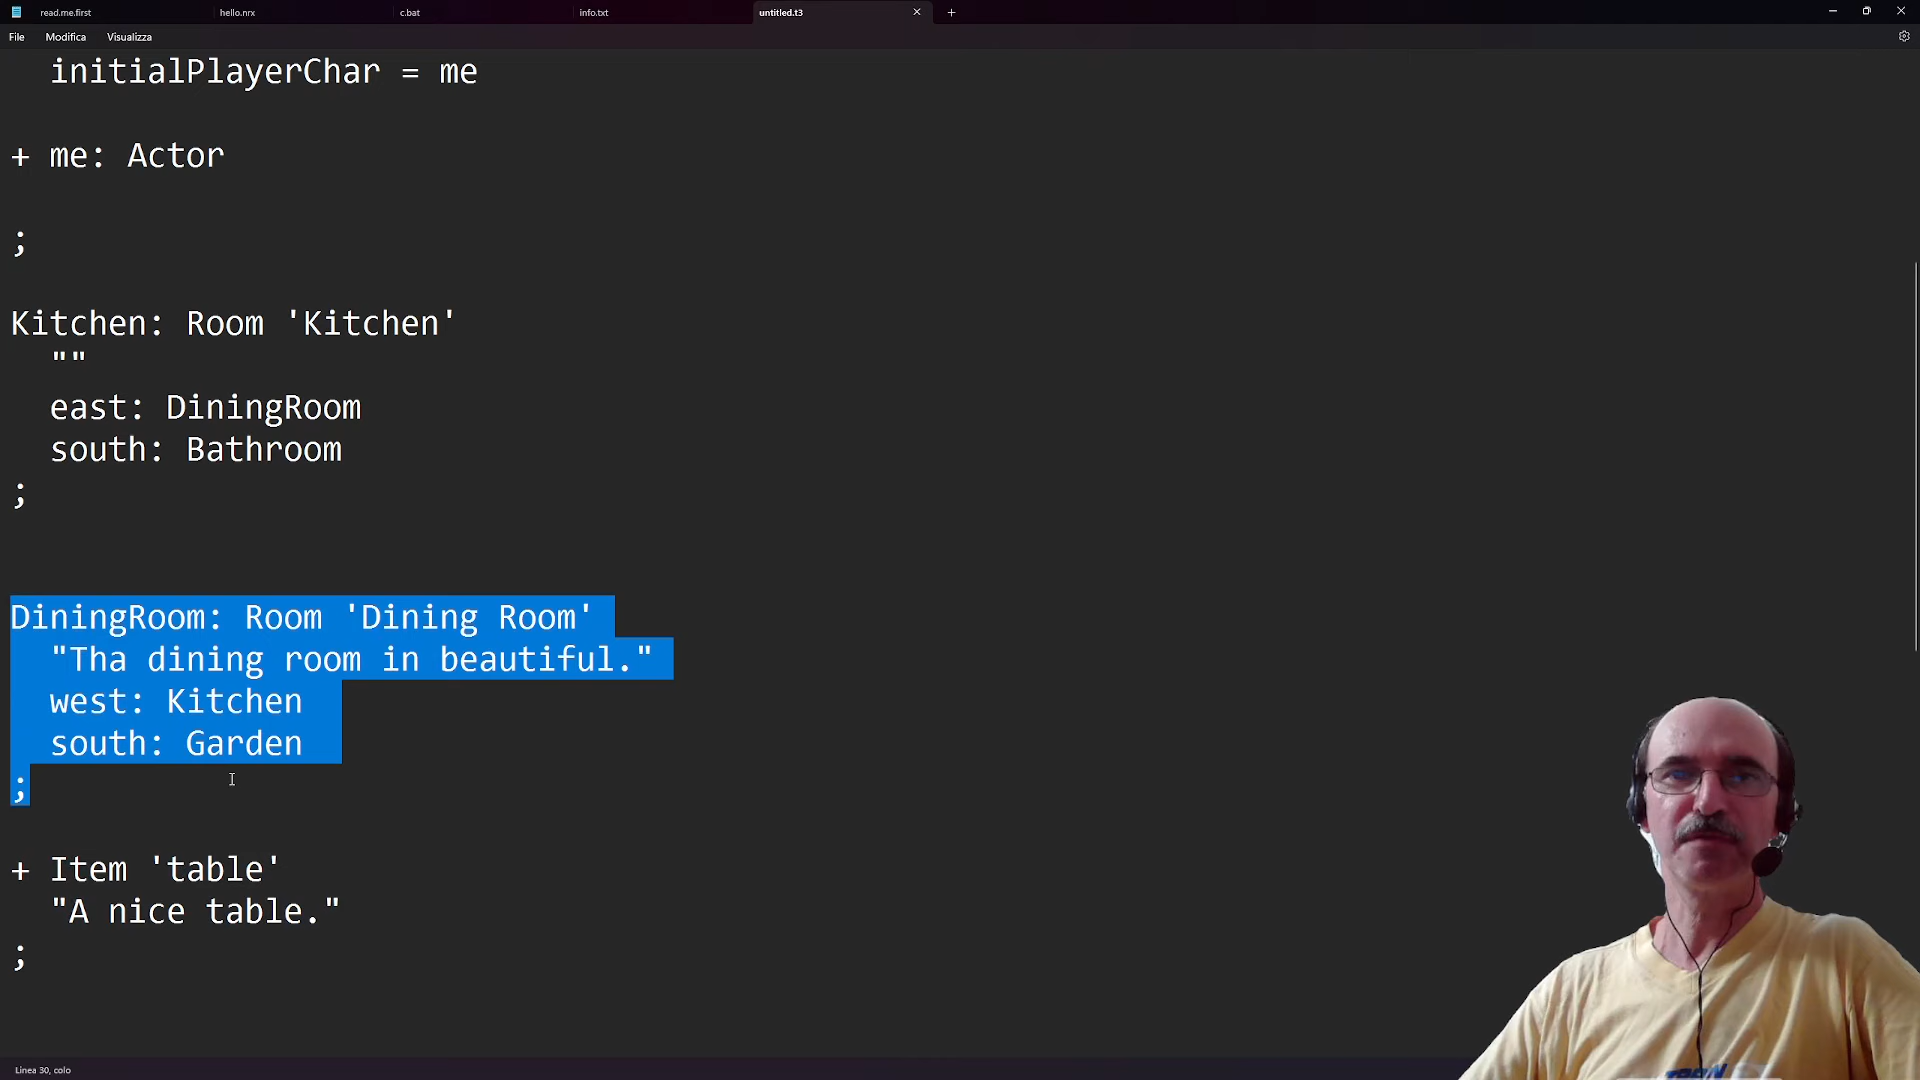 read.me.first hello.nrx c.bat info.txt untitled.t3
File Modifica Visualizza
initialPlayerChar = me
+ me: Actor
;
Kitchen: Room 'Kitchen'
""
east: DiningRoom
south: Bathroom
;
DiningRoom: Room 'Dining Room'
"Tha dining room in beautiful."
west: Kitchen
south: Garden
;
+ Item 'table'
"A nice table."
;
Linea 30, colo